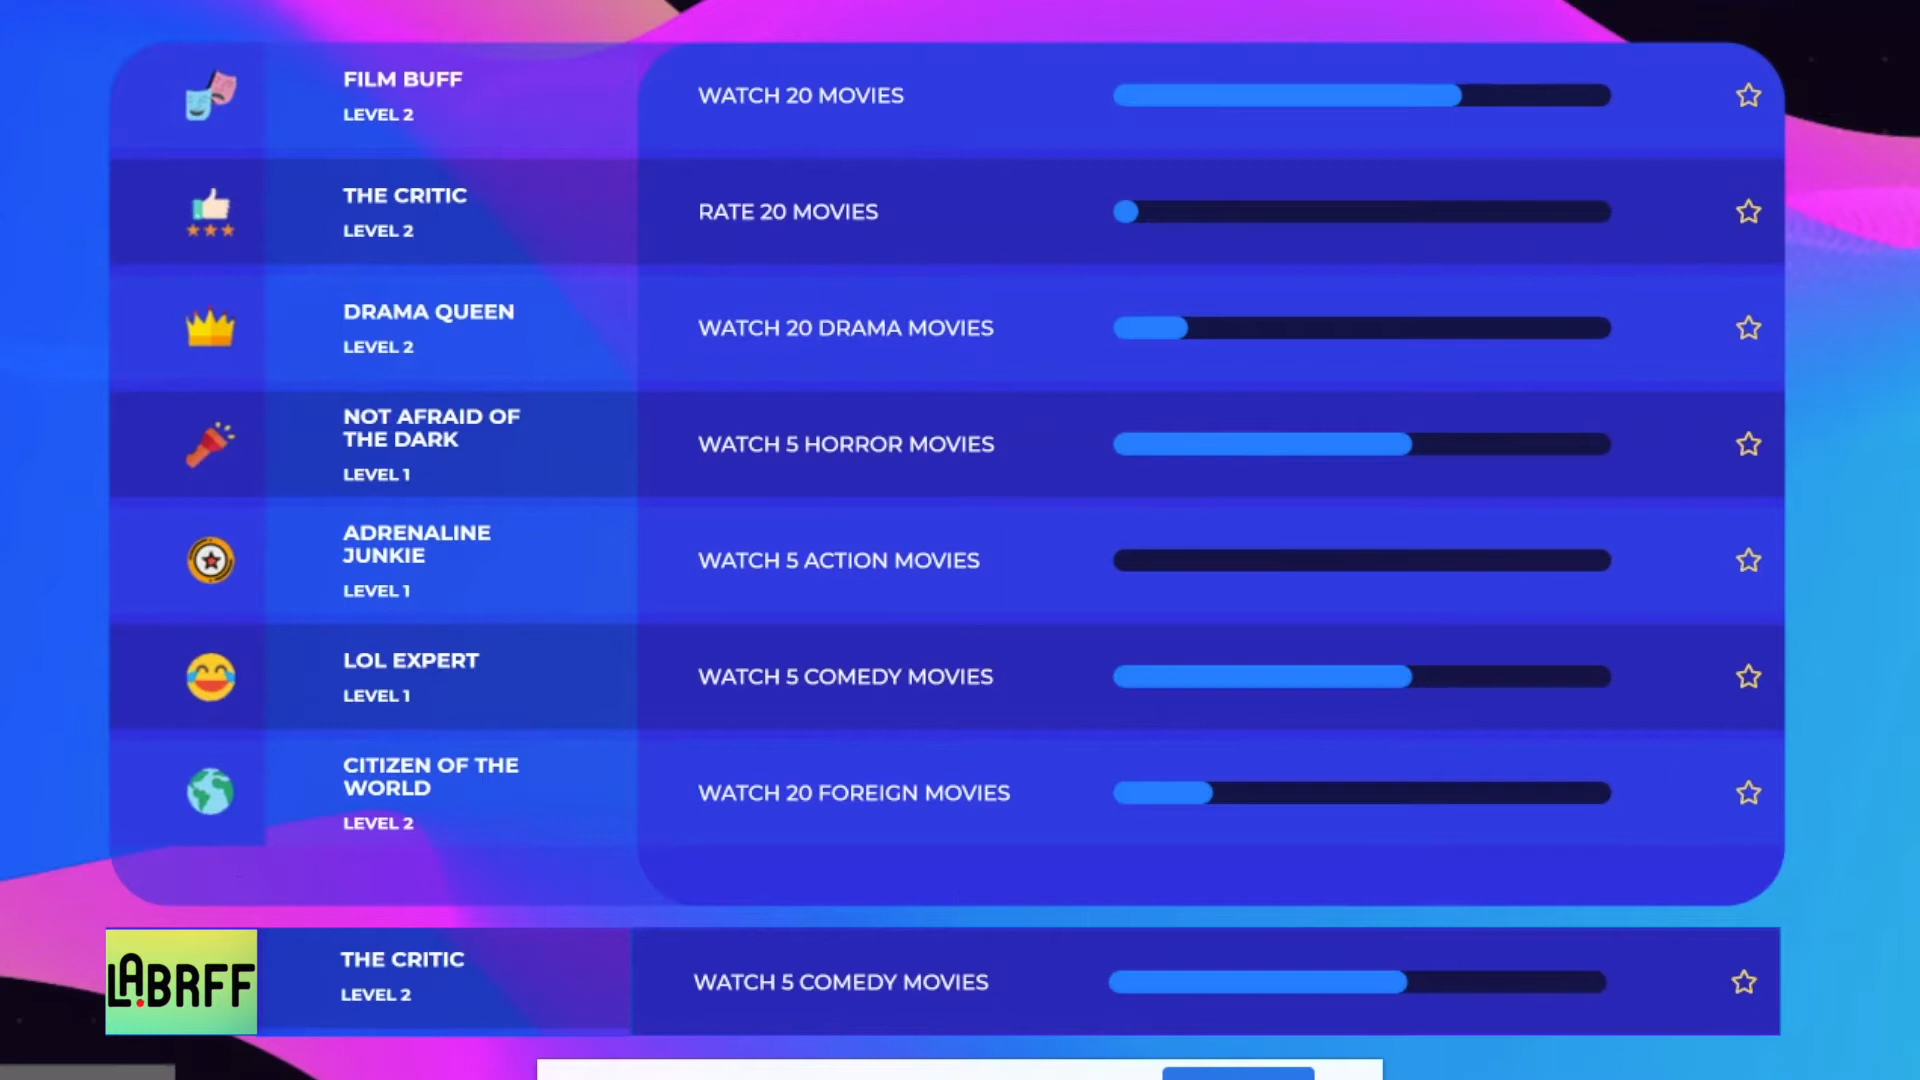 FILM BUFF
LEVEL 2
WATCH 20 MOVIES
THE CRITIC
LEVEL 2
RATE 20 MOVIES
DRAMA QUEEN
LEVEL 2
WATCH 20 DRAMA MOVIES
NOT AFRAID OF
THE DARK
LEVEL 1
WATCH 5 HORROR MOVIES
ADRENALINE
JUNKIE
LEVEL 1
WATCH 5 ACTION MOVIES
LOL EXPERT
LEVEL 1
WATCH 5 COMEDY MOVIES
CITIZEN OF THE
WORLD
LEVEL 2
WATCH 20 FOREIGN MOVIES
LABRFF
THE CRITIC
LEVEL 2
WATCH 5 COMEDY MOVIES